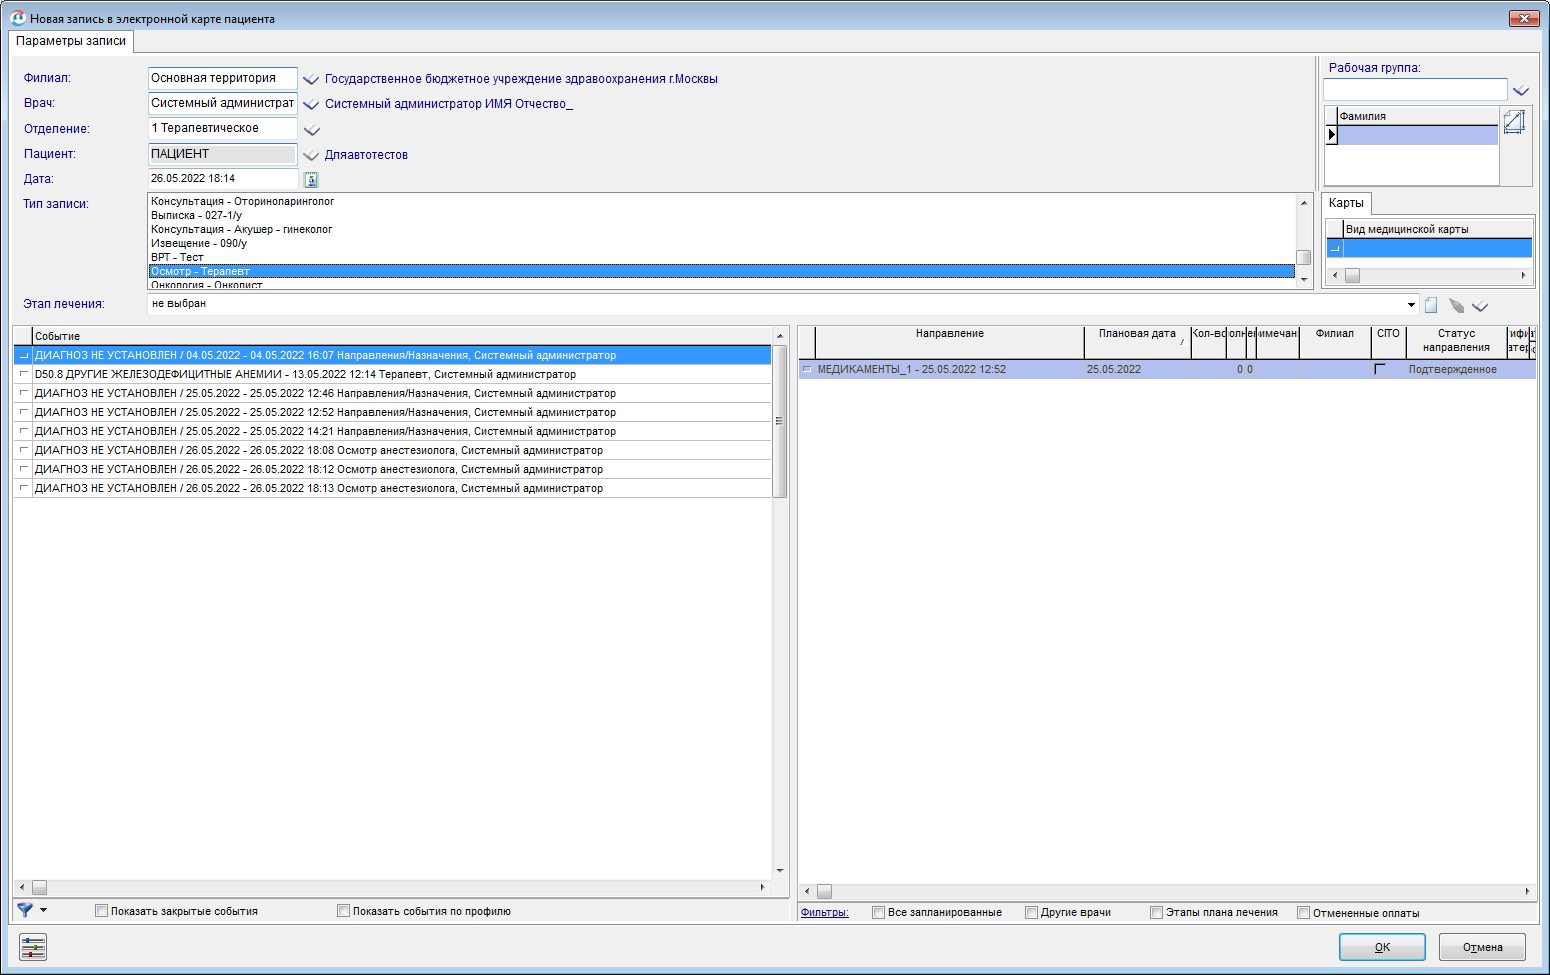 Новая запись в электронной карте пациента
Параметры записи
Филиал: Основная территория Государственное бюджетное учреждение здравоохранения г.Москвы
Врач: Системный администрат Системный администратор ИМЯ Отчество_
Отделение: 1 Терапевтическое
Пациент: ПАЦИЕНТ Дляавтотестов
Дата: 26.05.2022 18:14
Тип записи:
Консультация - Оториноларинголог
Выписка - 027-1/у
Консультация - Акушер - гинеколог
Извещение - 090/у
ВРТ - Тест
Осмотр - Терапевт
Онкология - Онколист
Этап лечения: не выбран
Рабочая группа:
Фамилия
Карты
Вид медицинской карты
Событие
ДИАГНОЗ НЕ УСТАНОВЛЕН / 04.05.2022 - 04.05.2022 16:07 Направления/Назначения, Системный администратор
D50.8 ДРУГИЕ ЖЕЛЕЗОДЕФИЦИТНЫЕ АНЕМИИ - 13.05.2022 12:14 Терапевт, Системный администратор
ДИАГНОЗ НЕ УСТАНОВЛЕН / 25.05.2022 - 25.05.2022 12:46 Направления/Назначения, Системный администратор
ДИАГНОЗ НЕ УСТАНОВЛЕН / 25.05.2022 - 25.05.2022 12:52 Направления/Назначения, Системный администратор
ДИАГНОЗ НЕ УСТАНОВЛЕН / 25.05.2022 - 25.05.2022 14:21 Направления/Назначения, Системный администратор
ДИАГНОЗ НЕ УСТАНОВЛЕН / 26.05.2022 - 26.05.2022 18:08 Осмотр анестезиолога, Системный администратор
ДИАГНОЗ НЕ УСТАНОВЛЕН / 26.05.2022 - 26.05.2022 18:12 Осмотр анестезиолога, Системный администратор
ДИАГНОЗ НЕ УСТАНОВЛЕН / 26.05.2022 - 26.05.2022 18:13 Осмотр анестезиолога, Системный администратор
Показать закрытые события Показать события по профилю
Направление Плановая дата Кол-во имечан Филиал CITO Статус
направления
МЕДИКАМЕНТЫ_1 - 25.05.2022 12:52 25.05.2022 0 0 Подтвержденное
Фильтры: Все запланированные Другие врачи Этапы плана лечения Отмененные оплаты
OK Отмена